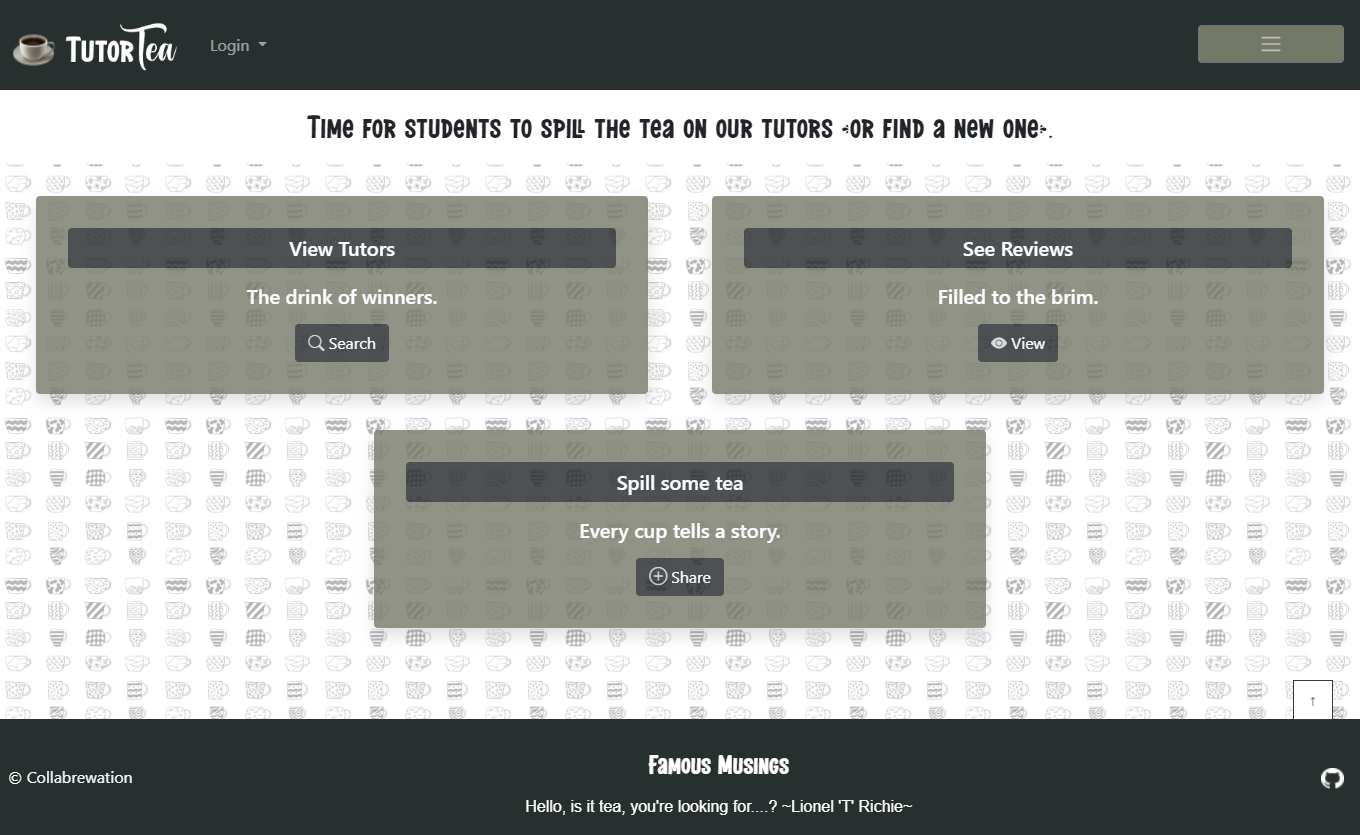 TUTOR Tea
Login
Time for students to spill the tea on our tutors (or find a new one).
View Tutors
The drink of winners.
Search
See Reviews
Filled to the brim.
View
Spill some tea
Every cup tells a story.
Share
↑
© Collabrewation
Famous Musings
Hello, is it tea, you're looking for....? ~Lionel 'T' Richie~